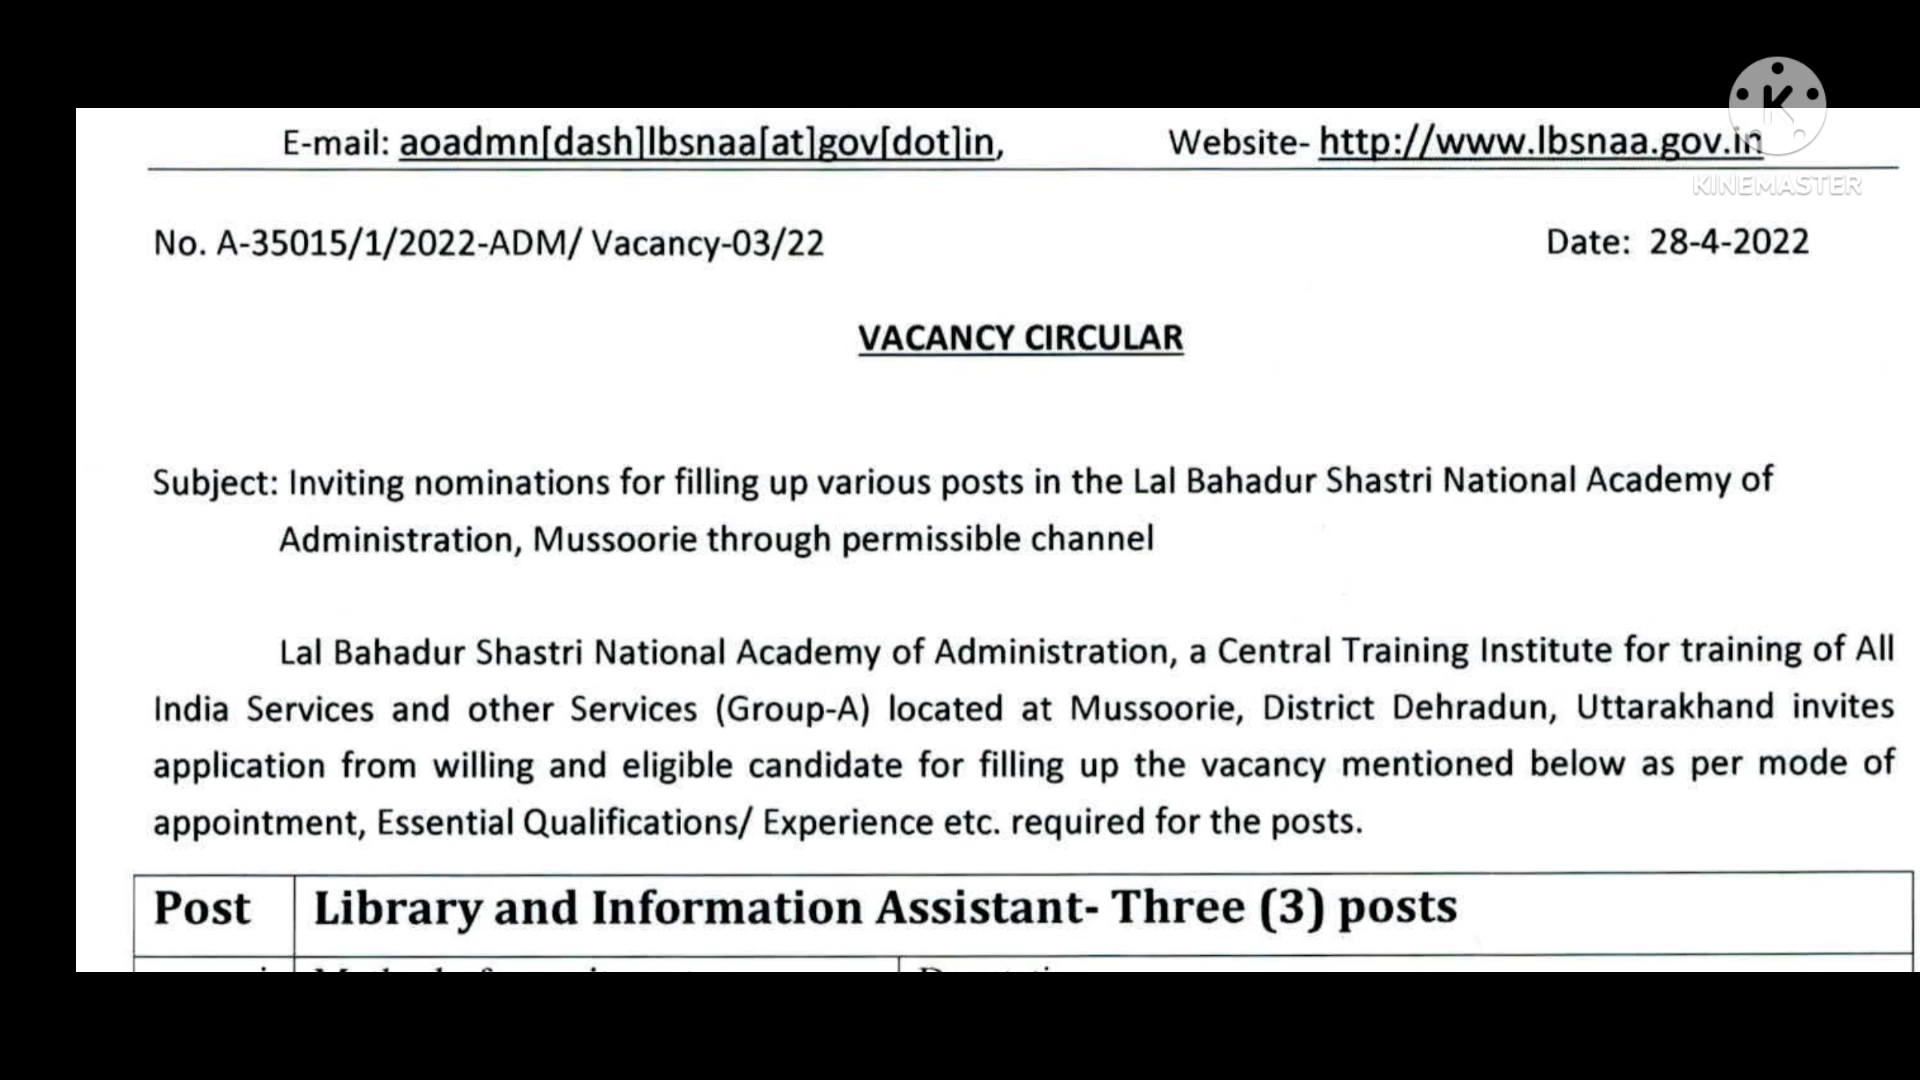 E-mail: aoadmn[dash]lbsnaa[at]gov[dot]in, Website- http://www.lbsnaa.gov.in
KINEMASTER
No. A-35015/1/2022-ADM/ Vacancy-03/22 Date: 28-4-2022
VACANCY CIRCULAR
Subject: Inviting nominations for filling up various posts in the Lal Bahadur Shastri National Academy of
Administration, Mussoorie through permissible channel
Lal Bahadur Shastri National Academy of Administration, a Central Training Institute for training of All
India Services and other Services (Group-A) located at Mussoorie, District Dehradun, Uttarakhand invites
application from willing and eligible candidate for filling up the vacancy mentioned below as per mode of
appointment, Essential Qualifications/ Experience etc. required for the posts.
Post Library and Information Assistant- Three (3) posts